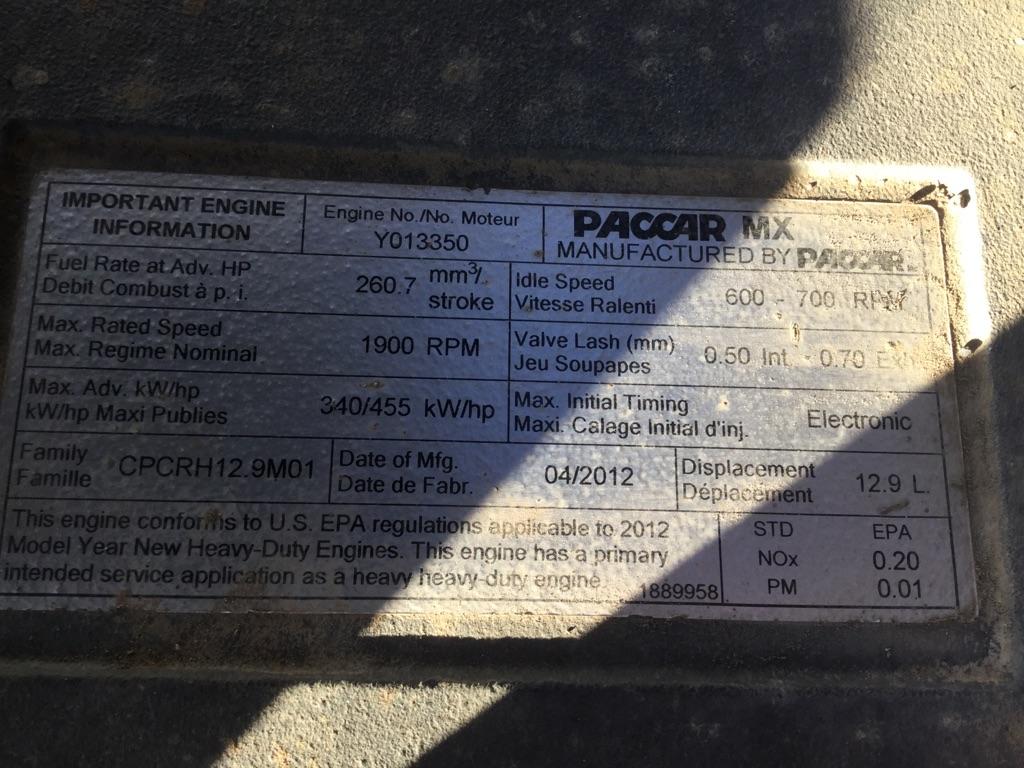 IMPORTANT ENGINE
INFORMATION
Engine No./No. Moteur
Y013350
PACCAR MX
MANUFACTURED BY PACCAR.
Fuel Rate at Adv. HP
Debit Combust à p. i.
260.7 mm³/
stroke
Idle Speed
Vitesse Ralenti
600 - 700 RPM
Max. Rated Speed
Max. Regime Nominal
1900 RPM
Valve Lash (mm)
Jeu Soupapes
0.50 Int. - 0.70 Exh
Max. Adv. kW/hp
kW/hp Maxi Publies
340/455 kW/hp
Max. Initial Timing
Maxi. Calage Initial d'inj.
Electronic
Family
Famille
CPCRH12.9M01
Date of Mfg.
Date de Fabr.
04/2012
Displacement
Déplacement
12.9 L.
This engine conforms to U.S. EPA regulations applicable to 2012
Model Year New Heavy-Duty Engines. This engine has a primary
intended service application as a heavy heavy-duty engine.
1889958
STD EPA
NOx 0.20
PM 0.01